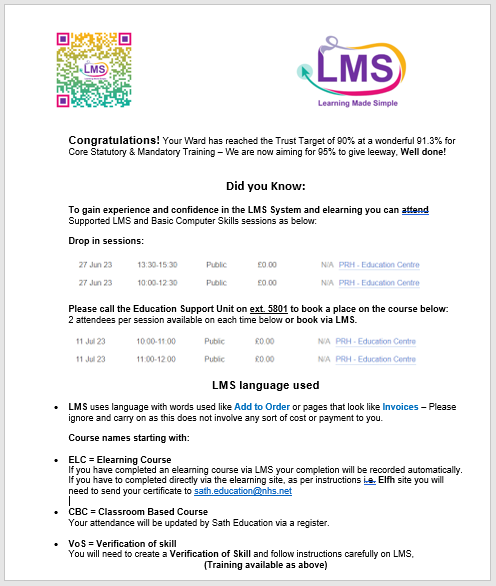 LMS
LMS
Learning Made Simple
Congratulations! Your Ward has reached the Trust Target of 90% at a wonderful 91.3% for
Core Statutory & Mandatory Training – We are now aiming for 95% to give leeway, Well done!
Did you Know:
To gain experience and confidence in the LMS System and elearning you can attend
Supported LMS and Basic Computer Skills sessions as below:
Drop in sessions:
27 Jun 23 13:30-15:30 Public £0.00 N/A PRH - Education Centre
27 Jun 23 10:00-12:30 Public £0.00 N/A PRH - Education Centre
Please call the Education Support Unit on ext. 5801 to book a place on the course below:
2 attendees per session available on each time below or book via LMS.
11 Jul 23 10:00-11:00 Public £0.00 N/A PRH - Education Centre
11 Jul 23 11:00-12:00 Public £0.00 N/A PRH - Education Centre
LMS language used
• LMS uses language with words used like Add to Order or pages that look like Invoices – Please
ignore and carry on as this does not involve any sort of cost or payment to you.
Course names starting with:
• ELC = Elearning Course
If you have completed an elearning course via LMS your completion will be recorded automatically.
If you have to completed directly via the elearning site, as per instructions i.e. Elfh site you will
need to send your certificate to sath.education@nhs.net
• CBC = Classroom Based Course
Your attendance will be updated by Sath Education via a register.
• VoS = Verification of skill
You will need to create a Verification of Skill and follow instructions carefully on LMS,
(Training available as above)